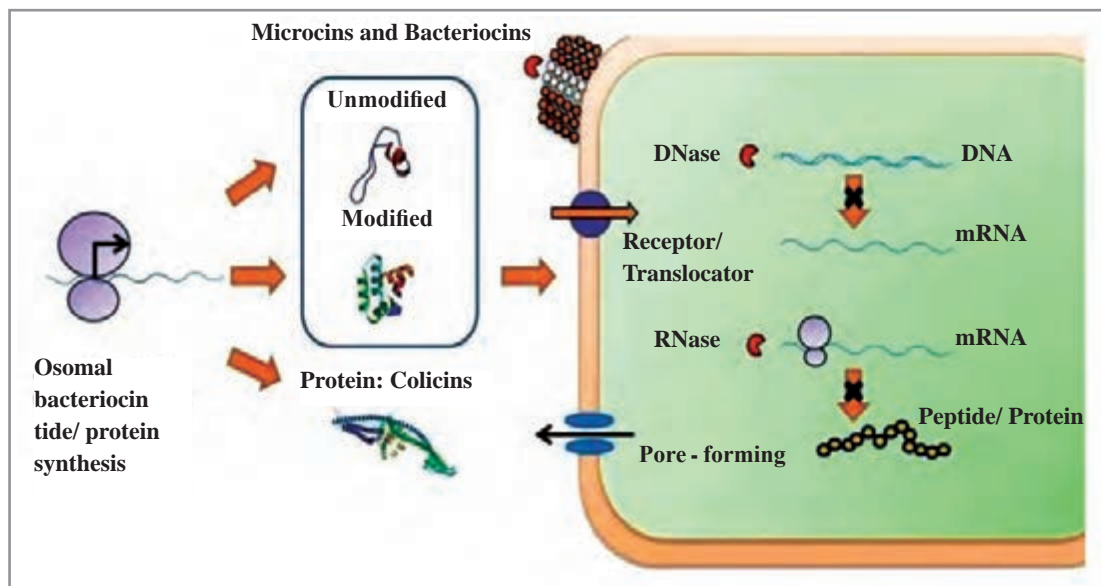 Microcins and Bacteriocins
Unmodified
Modified
Protein: Colicins
Osomal
bacteriocin
tide/ protein
synthesis
DNase
DNA
mRNA
Receptor/
Translocator
RNase
mRNA
Peptide/ Protein
Pore - forming